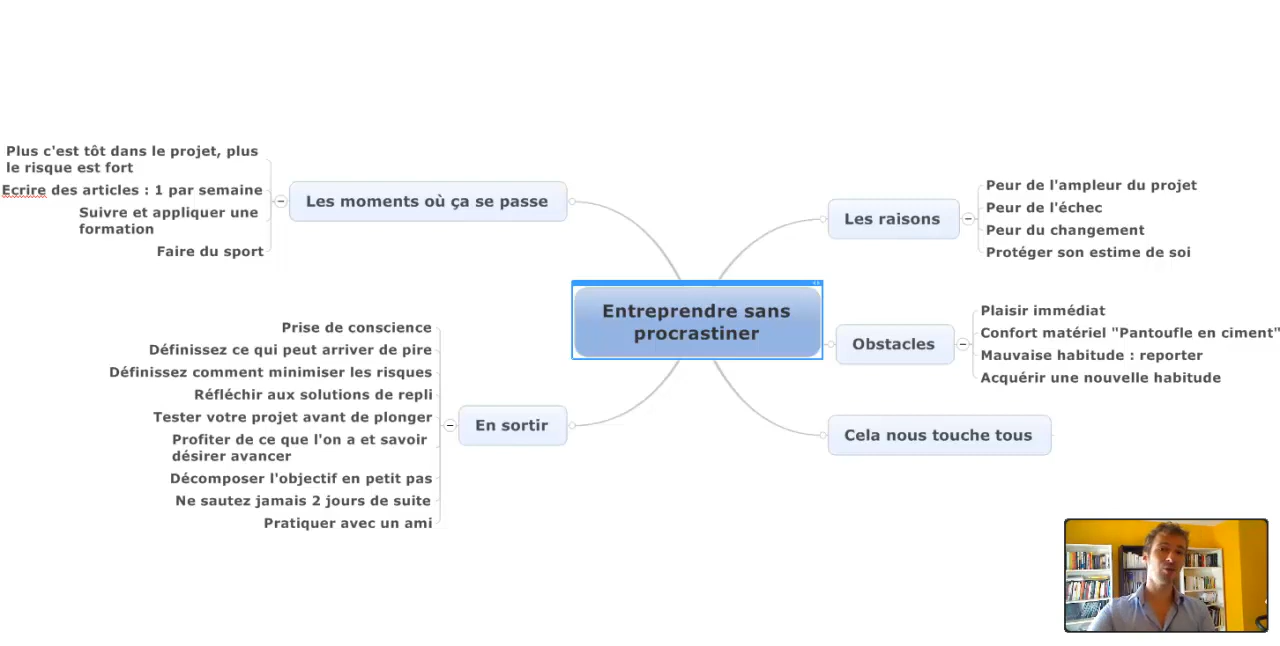 Entreprendre sans
procrastiner
Les raisons
Peur de l'ampleur du projet
Peur de l'échec
Peur du changement
Protéger son estime de soi
Obstacles
Plaisir immédiat
Confort matériel "Pantoufle en ciment"
Mauvaise habitude : reporter
Acquérir une nouvelle habitude
Cela nous touche tous
En sortir
Prise de conscience
Définissez ce qui peut arriver de pire
Définissez comment minimiser les risques
Réfléchir aux solutions de repli
Tester votre projet avant de plonger
Profiter de ce que l'on a et savoir
désirer avancer
Décomposer l'objectif en petit pas
Ne sautez jamais 2 jours de suite
Pratiquer avec un ami
Les moments où ça se passe
Plus c'est tôt dans le projet, plus
le risque est fort
Ecrire des articles : 1 par semaine
Suivre et appliquer une
formation
Faire du sport